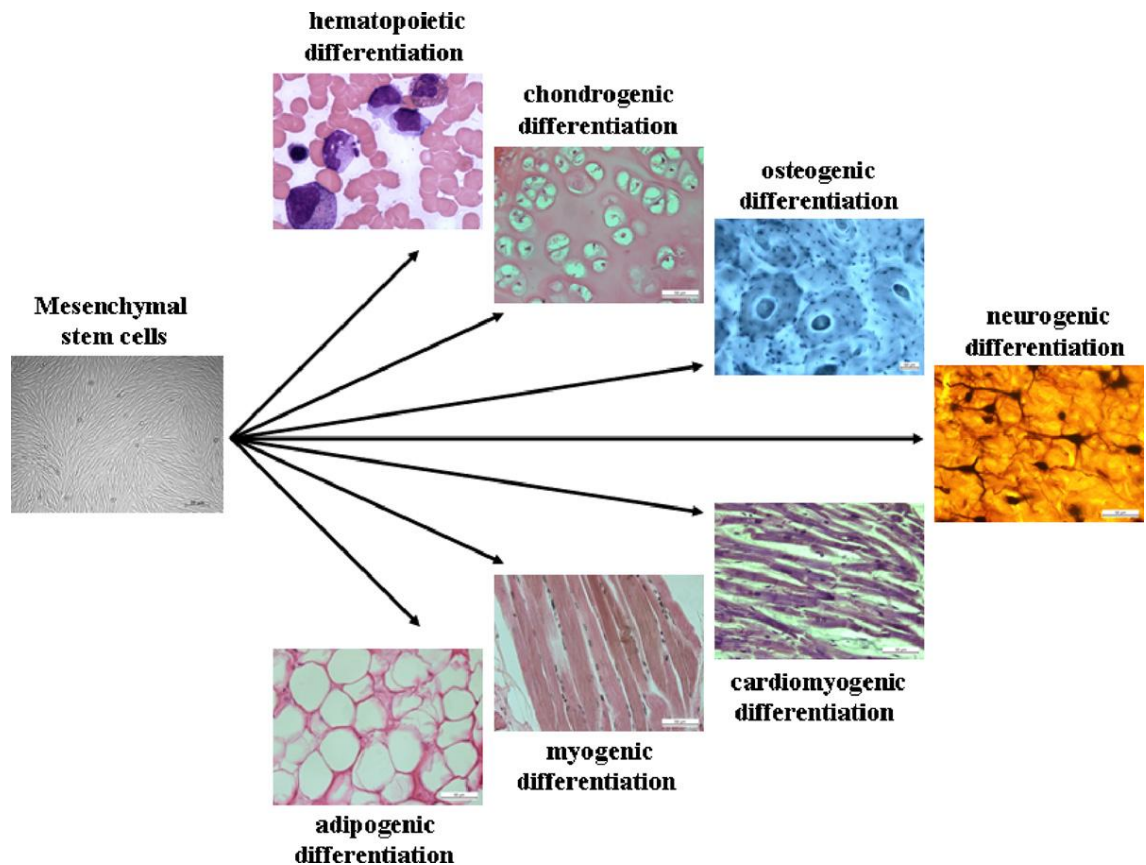 hematopoietic
differentiation
chondrogenic
differentiation
osteogenic
differentiation
Mesenchymal
stem cells
neurogenic
differentiation
cardiomyogenic
differentiation
myogenic
differentiation
adipogenic
differentiation